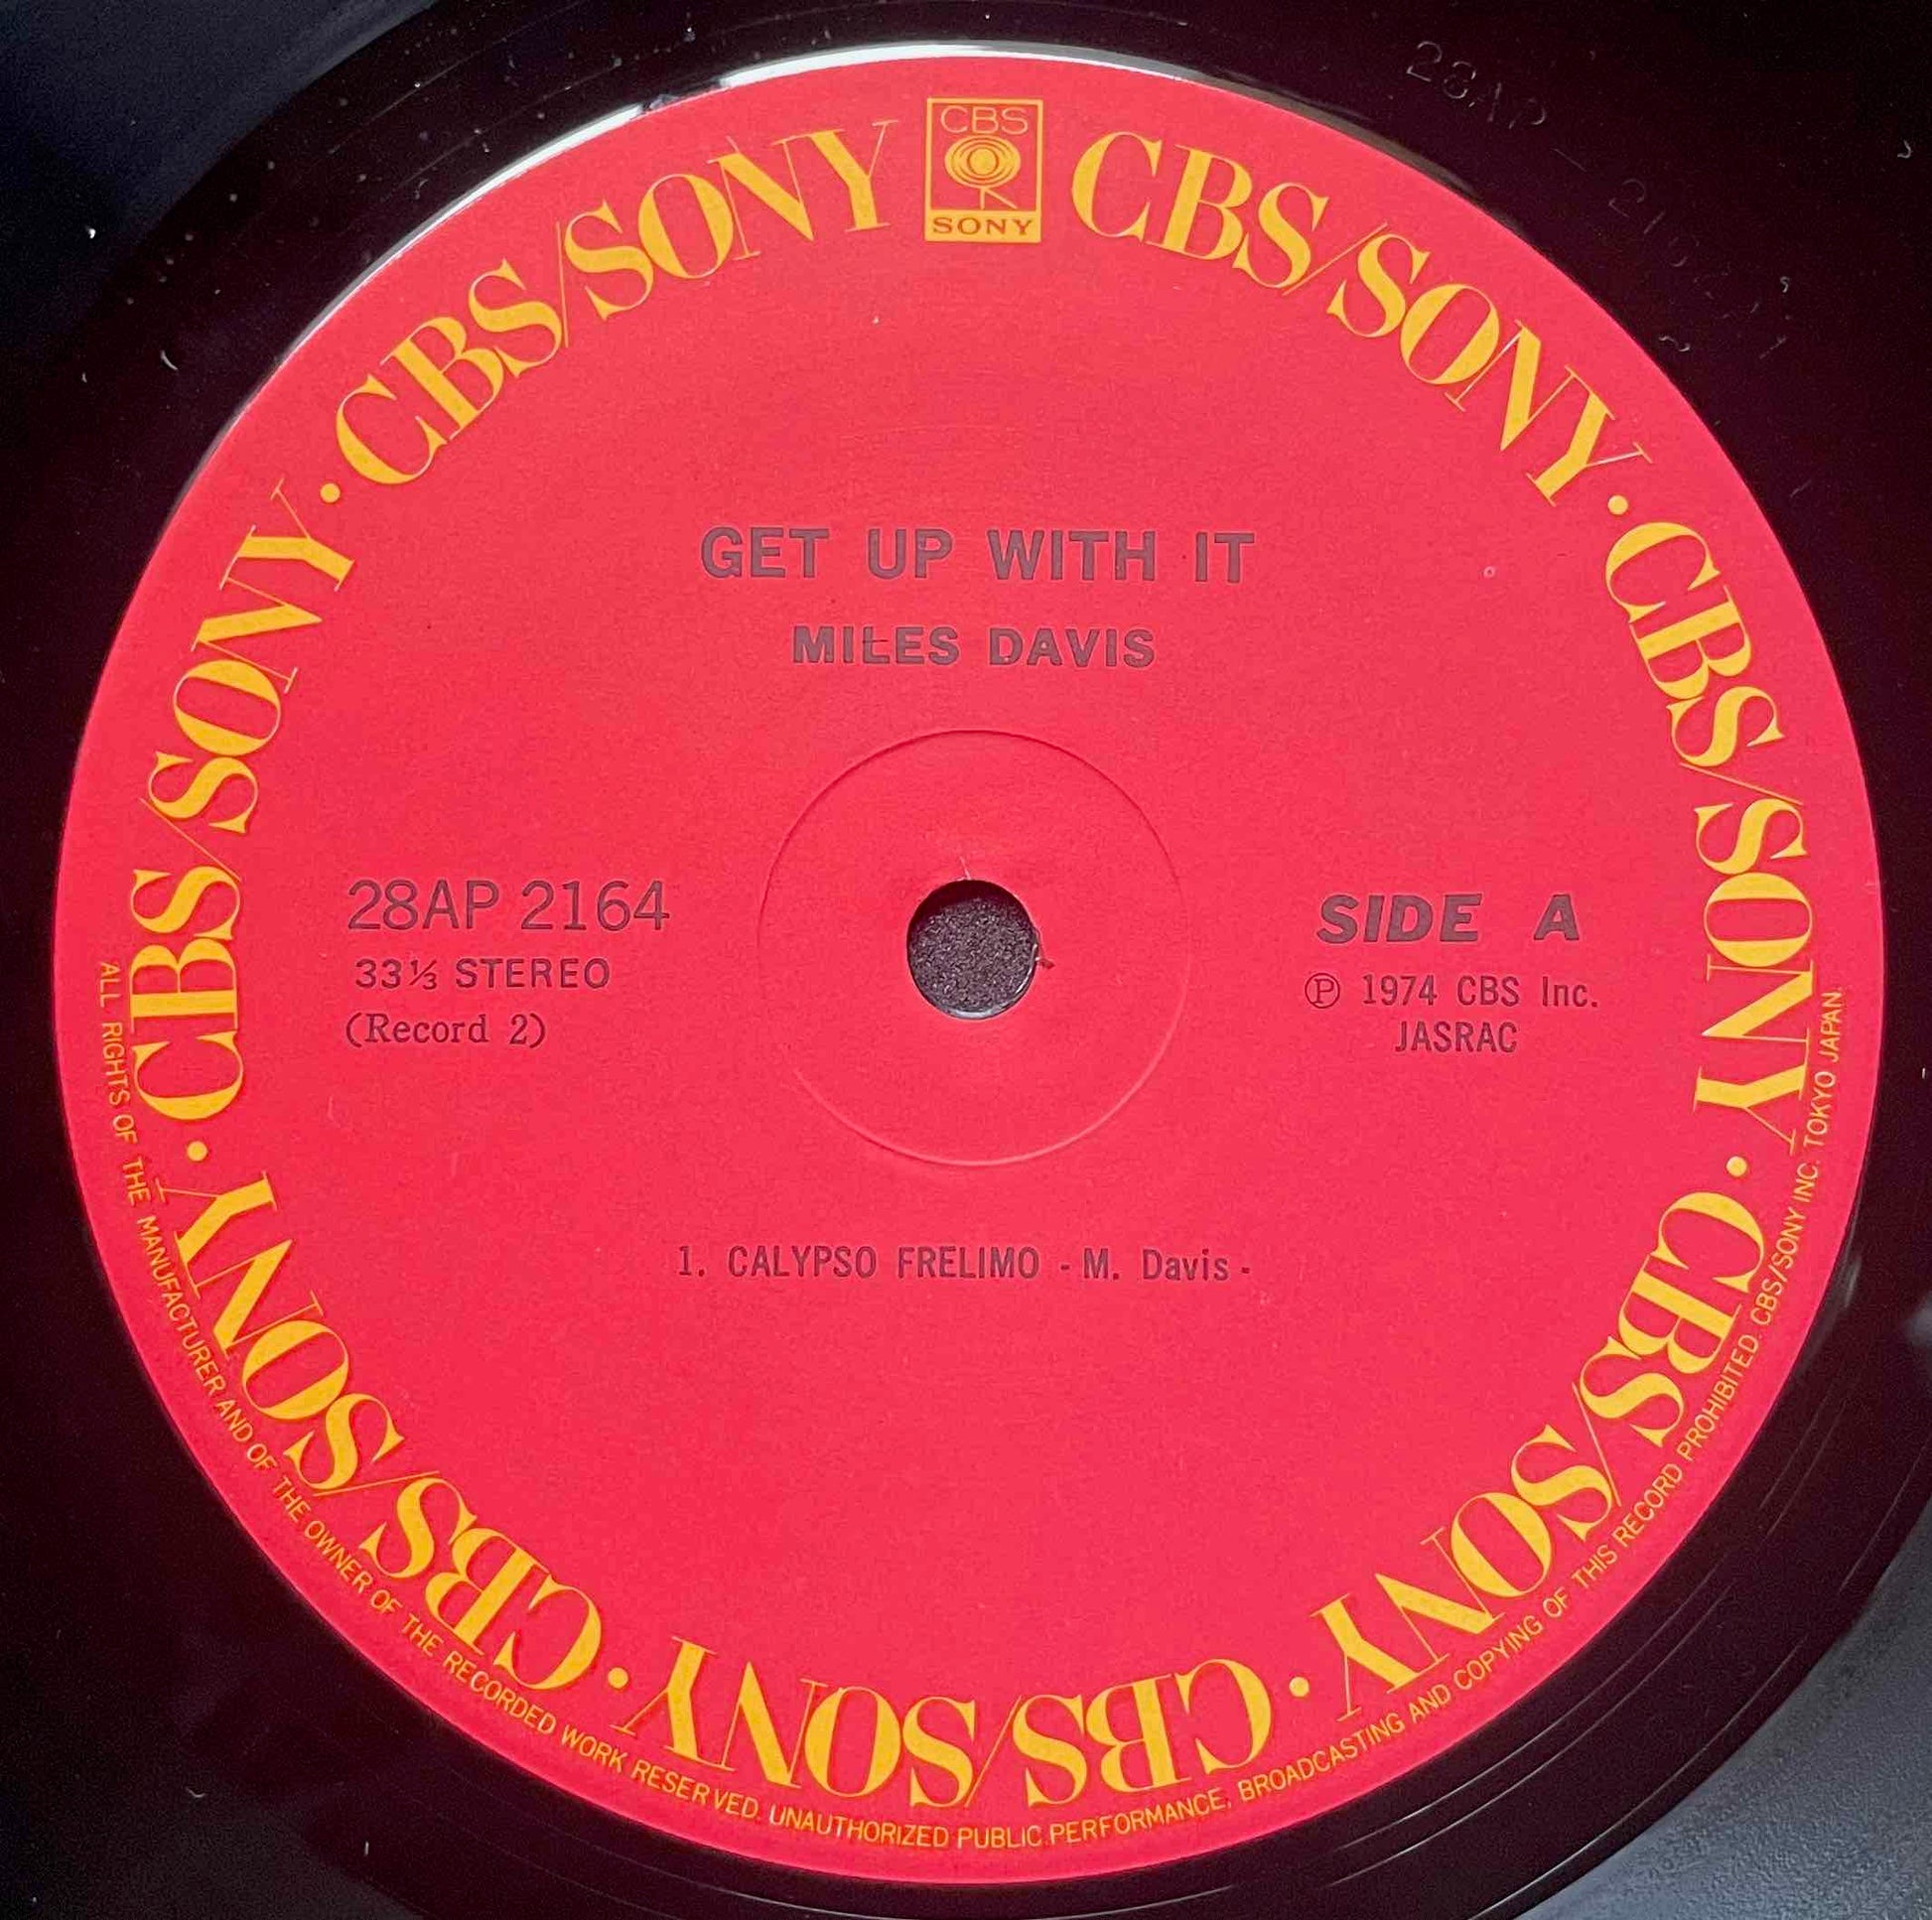 CBS
SONY
CBS/SONY · CBS/SONY · CBS/SONY · CBS/SONY · CBS/SONY · CBS/SONY · CBS/SONY
GET UP WITH IT
MILES DAVIS
28AP 2164
33⅓ STEREO
(Record 2)
SIDE A
Ⓟ 1974 CBS Inc.
JASRAC
1. CALYPSO FRELIMO - M. Davis -
ALL RIGHTS OF THE MANUFACTURER AND OF THE OWNER OF THE RECORDED WORK RESERVED. UNAUTHORIZED PUBLIC PERFORMANCE, BROADCASTING AND COPYING OF THIS RECORD PROHIBITED. CBS/SONY INC. TOKYO JAPAN.
28AP